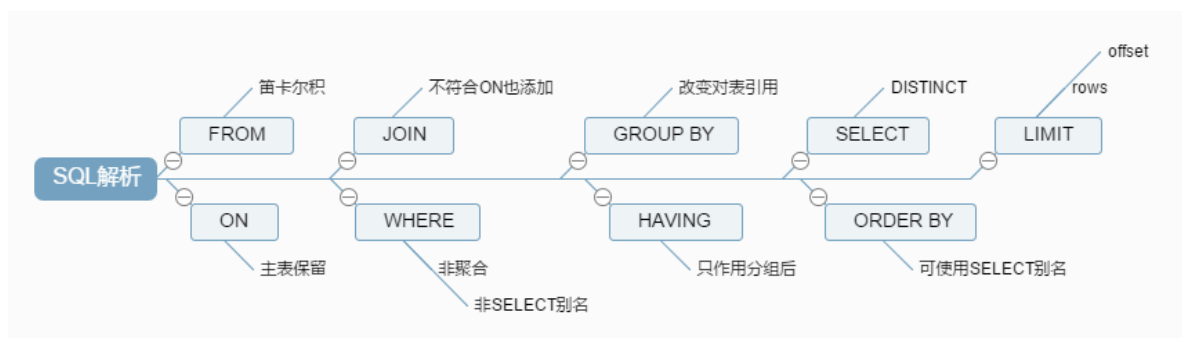 SQL解析
FROM
笛卡尔积
ON
主表保留
JOIN
不符合ON也添加
WHERE
非聚合
非SELECT别名
GROUP BY
改变对表引用
HAVING
只作用分组后
SELECT
DISTINCT
ORDER BY
可使用SELECT别名
LIMIT
offset
rows